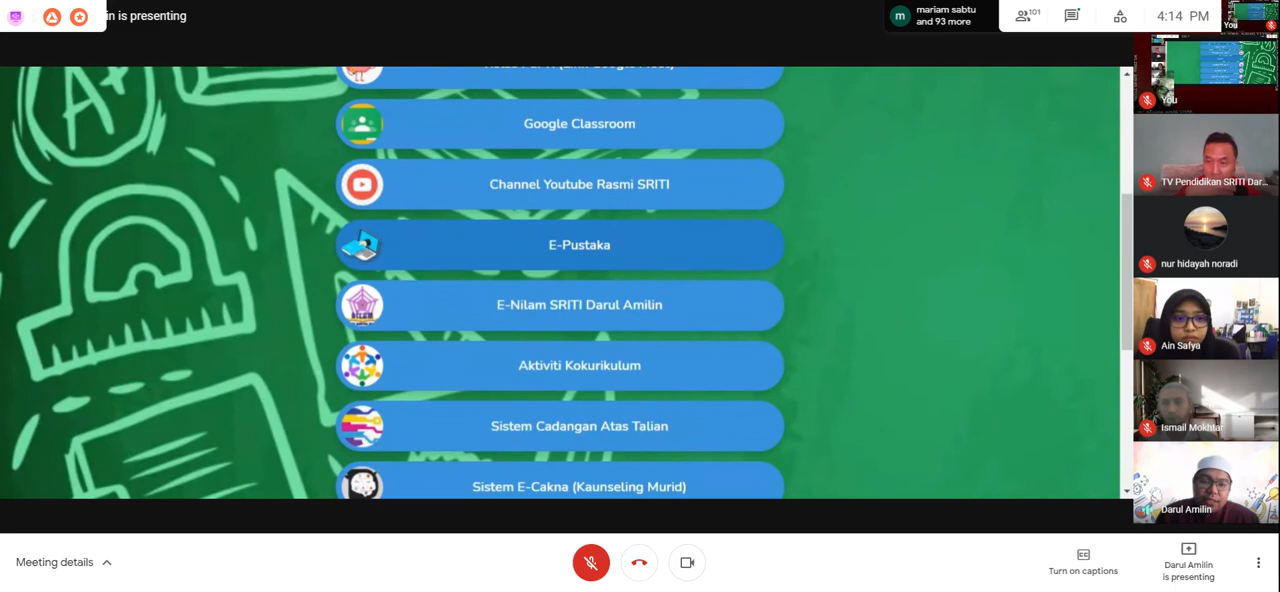 in is presenting
m
mariam sabtu
and 93 more
101
4:14 PM
You
You
TV Pendidikan SRITI Dar...
nur hidayah noradi
Ain Safya
Ismail Mokhtar
Darul Amilin
A+
Google Classroom
Channel Youtube Rasmi SRITI
E-Pustaka
E-Nilam SRITI Darul Amilin
Aktiviti Kokurikulum
Sistem Cadangan Atas Talian
Sistem E-Cakna (Kaunseling Murid)
Meeting details
CC
Turn on captions
Darul Amilin
is presenting